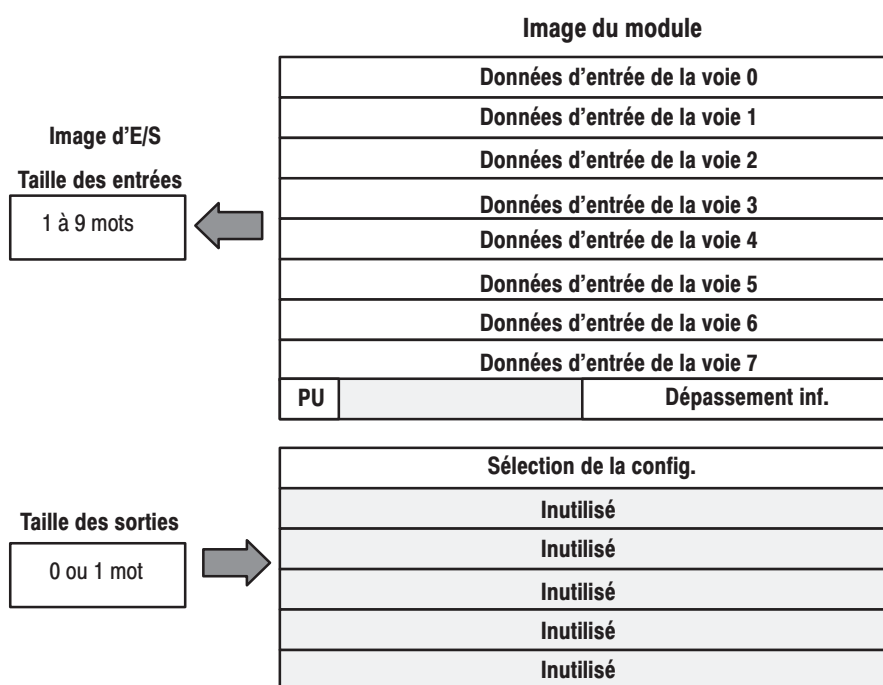 Image du module
Données d'entrée de la voie 0
Données d'entrée de la voie 1
Image d'E/S
Données d'entrée de la voie 2
Taille des entrées
Données d'entrée de la voie 3
1 à 9 mots
Données d'entrée de la voie 4
Données d'entrée de la voie 5
Données d'entrée de la voie 6
Données d'entrée de la voie 7
PU
Dépassement inf.
Sélection de la config.
Inutilisé
Taille des sorties
Inutilisé
0 ou 1 mot
Inutilisé
Inutilisé
Inutilisé